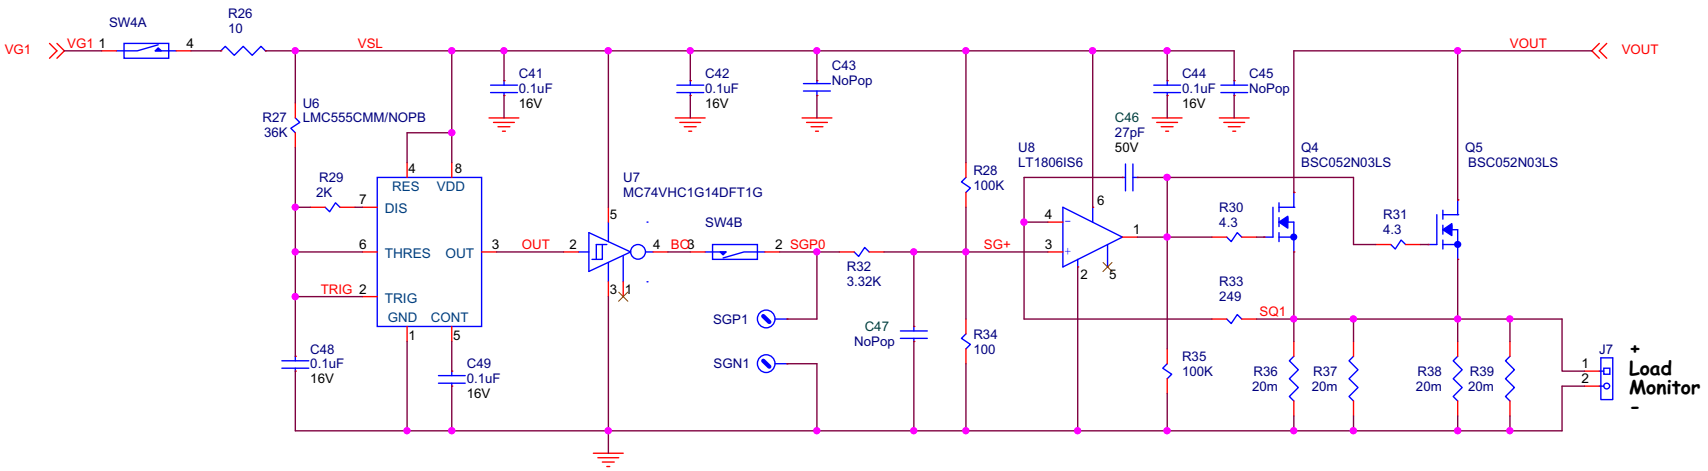 VG1
VG1
1
SW4A
4
R26
10
VSL
C41
0.1uF
16V
C42
0.1uF
16V
C43
NoPop
C44
0.1uF
16V
C45
NoPop
VOUT
VOUT
R27
36K
U6
LMC555CMM/NOPB
4
8
RES
VDD
R29
2K
7
DIS
6
THRES
OUT
3
TRIG
2
TRIG
GND
CONT
1
5
C48
0.1uF
16V
C49
0.1uF
16V
OUT
2
U7
MC74VHC1G14DFT1G
5
4
3
1
BO
3
SW4B
2
SGP0
R32
3.32K
SGP1
SGN1
C47
NoPop
R28
100K
R34
100
SG+
U8
LT1806IS6
C46
27pF
50V
4
3
6
1
2
5
-
+
R30
4.3
Q4
BSC052N03LS
R31
4.3
Q5
BSC052N03LS
R33
249
SQ1
R35
100K
R36
20m
R37
20m
R38
20m
R39
20m
J7
1
2
+
Load
Monitor
-